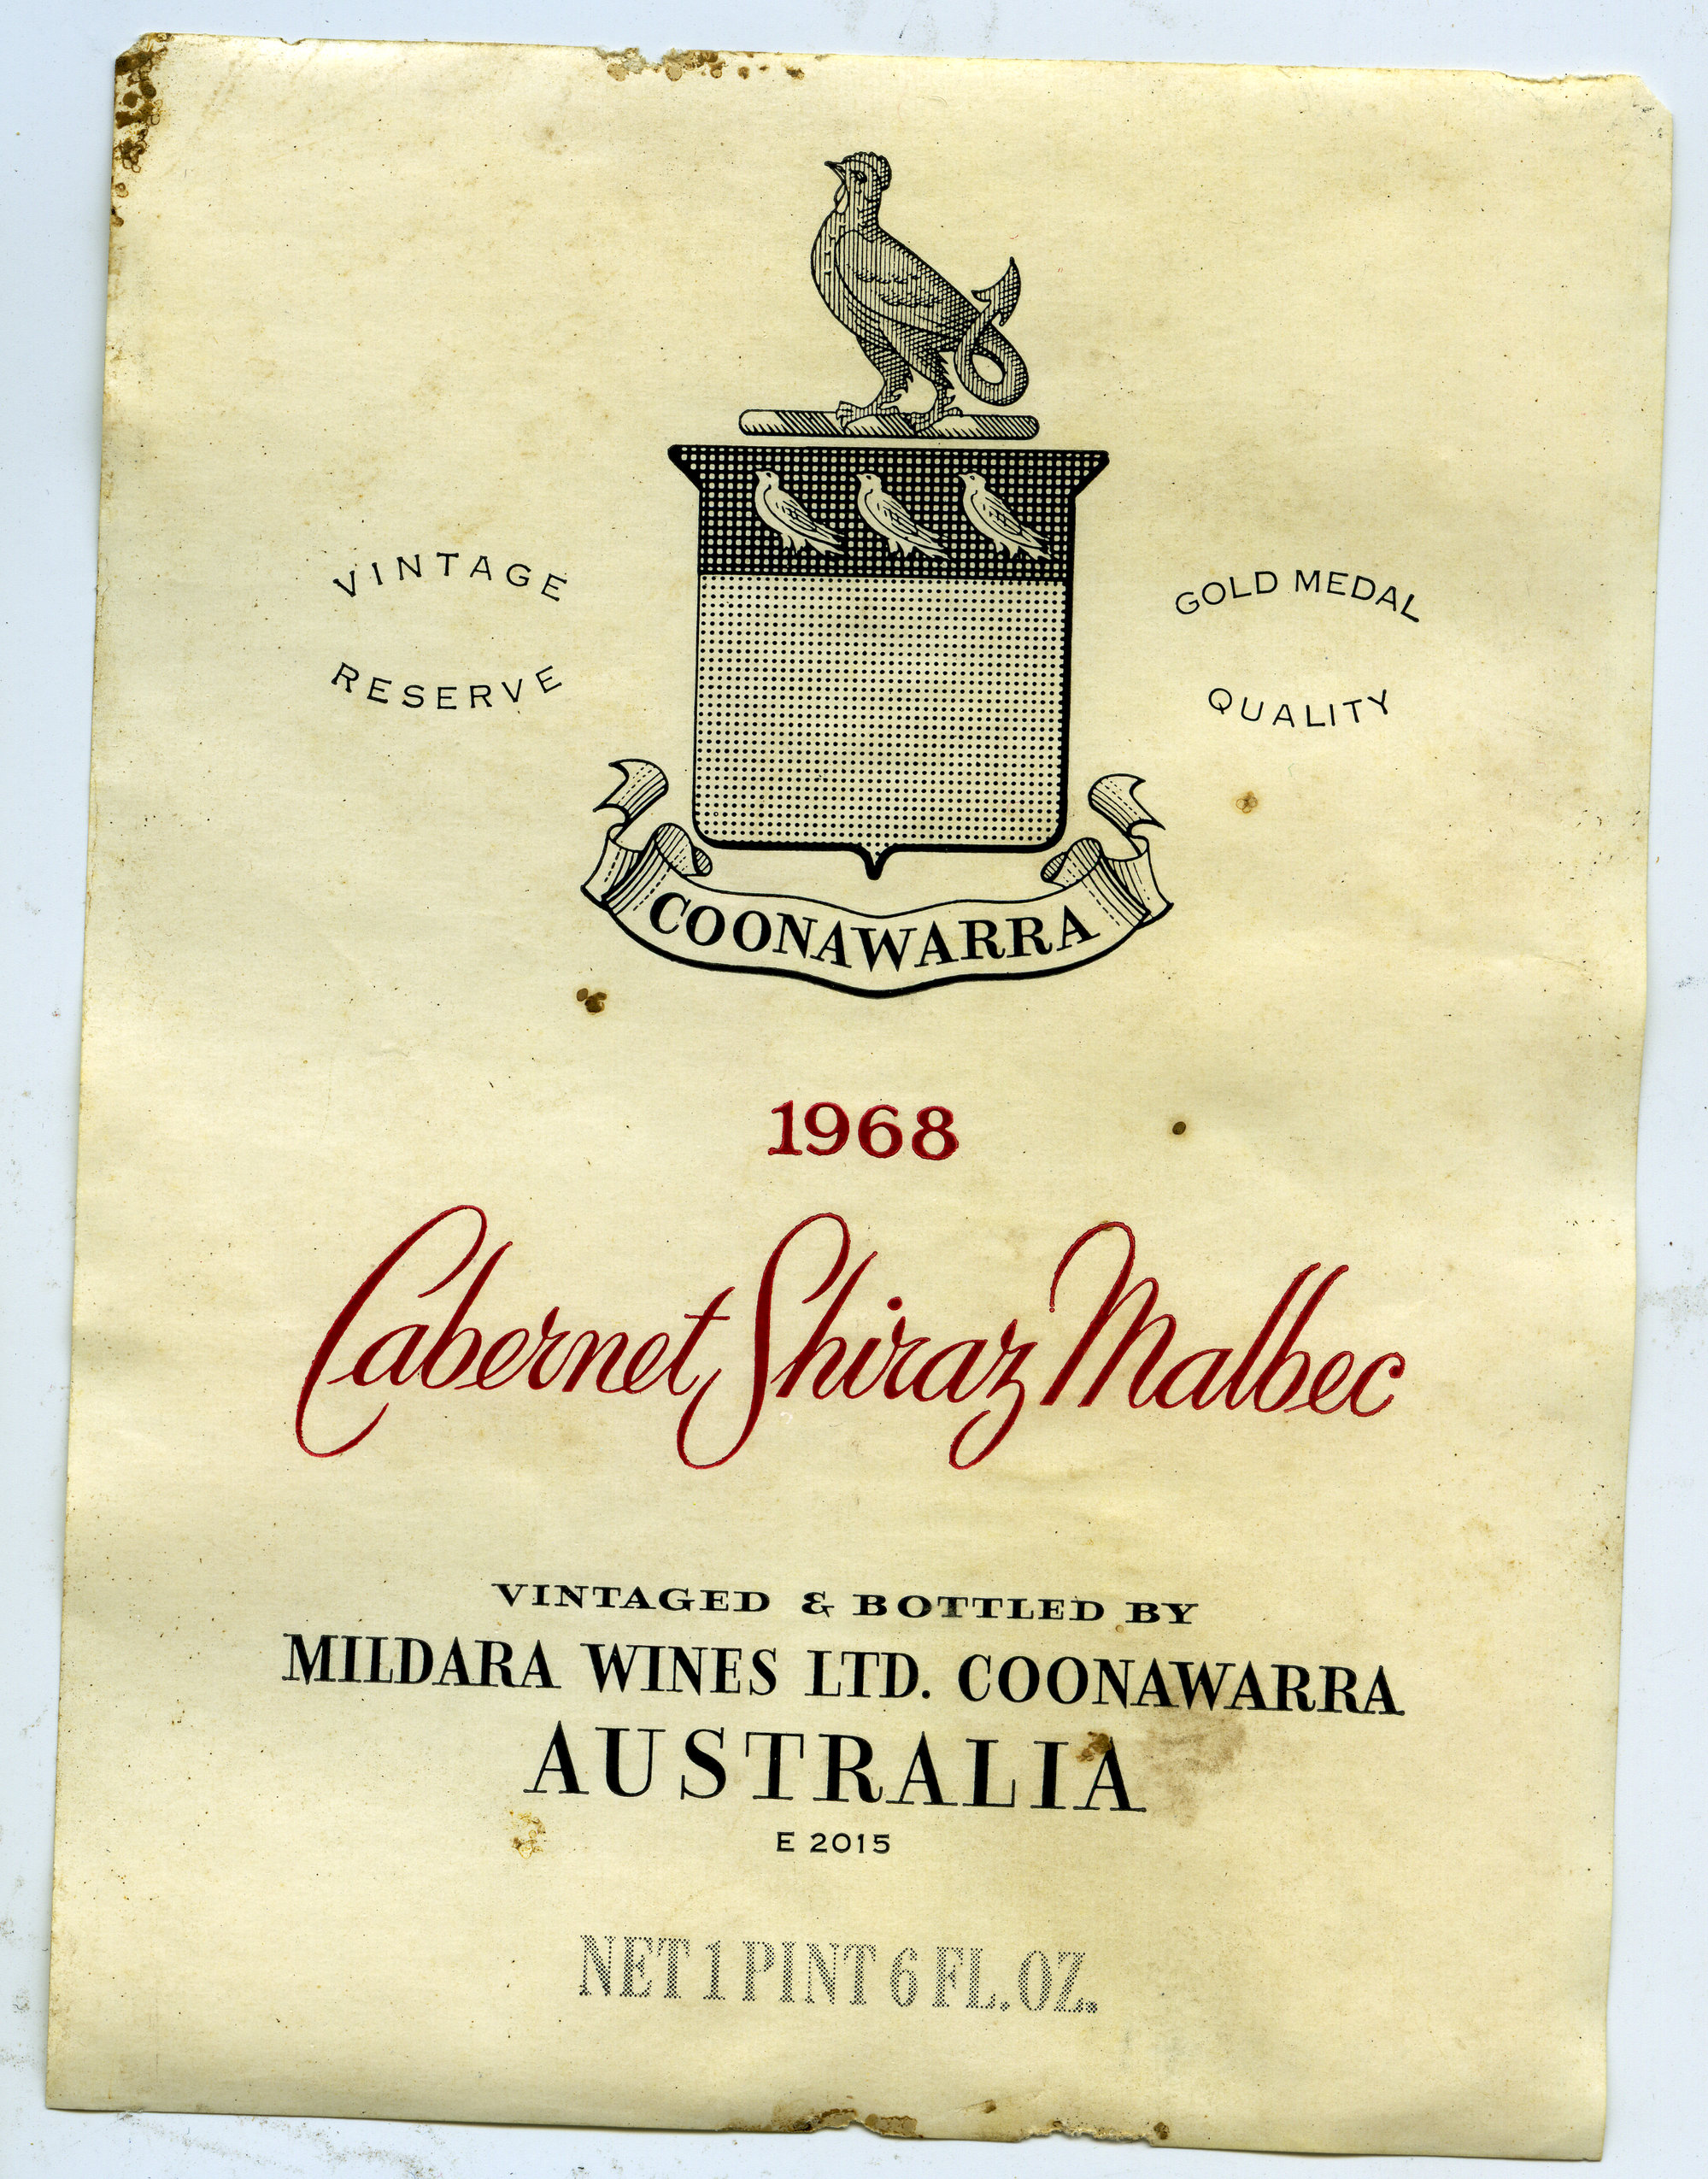 VINTAGE
RESERVE
GOLD MEDAL
QUALITY
COONAWARRA
1968
Cabernet Shiraz Malbec
VINTAGED & BOTTLED BY
MILDARA WINES LTD. COONAWARRA
AUSTRALIA
E 2015
NET 1 PINT 6 FL. OZ.